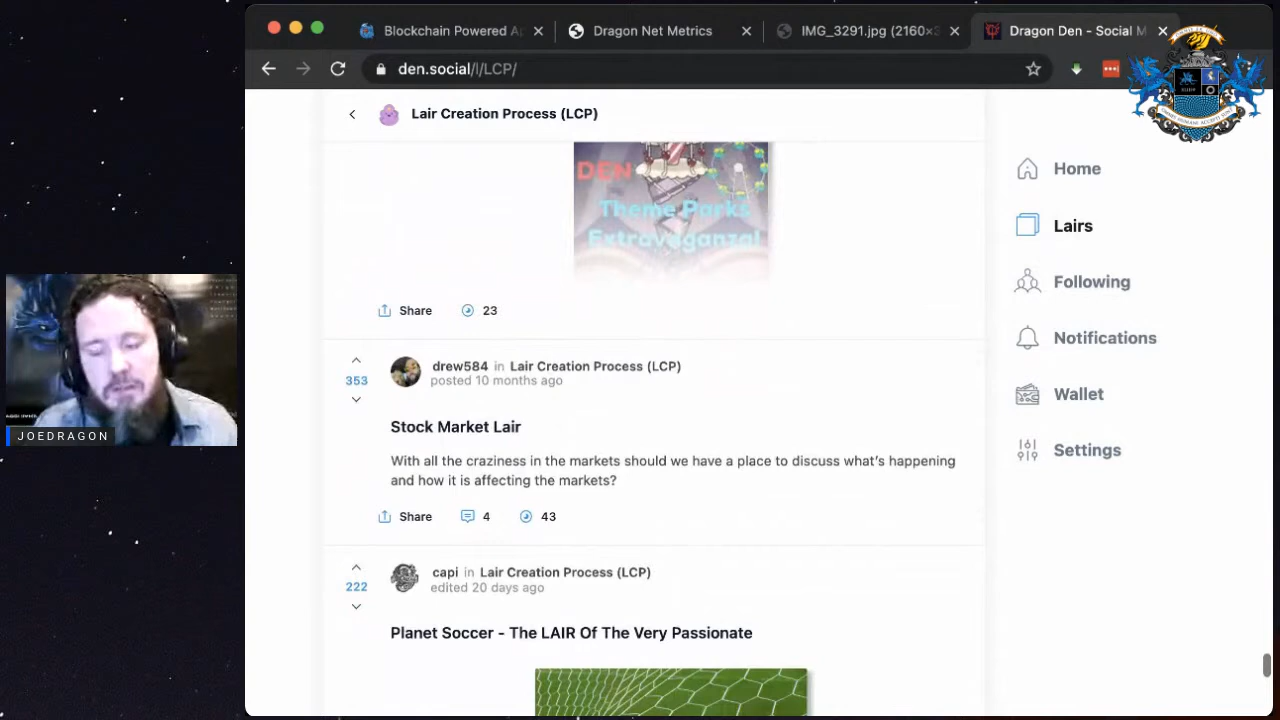 Blockchain Powered Ap
Dragon Net Metrics
IMG_3291.jpg (2160×3
Dragon Den - Social M
den.social/l/LCP/
Lair Creation Process (LCP)
DEN
Theme Parks
Extravaganza!
Share 23
353
drew584 in Lair Creation Process (LCP)
posted 10 months ago
Stock Market Lair
With all the craziness in the markets should we have a place to discuss what's happening
and how it is affecting the markets?
Share 4 43
222
capi in Lair Creation Process (LCP)
edited 20 days ago
Planet Soccer - The LAIR Of The Very Passionate
Home
Lairs
Following
Notifications
Wallet
Settings
JOEDRAGON